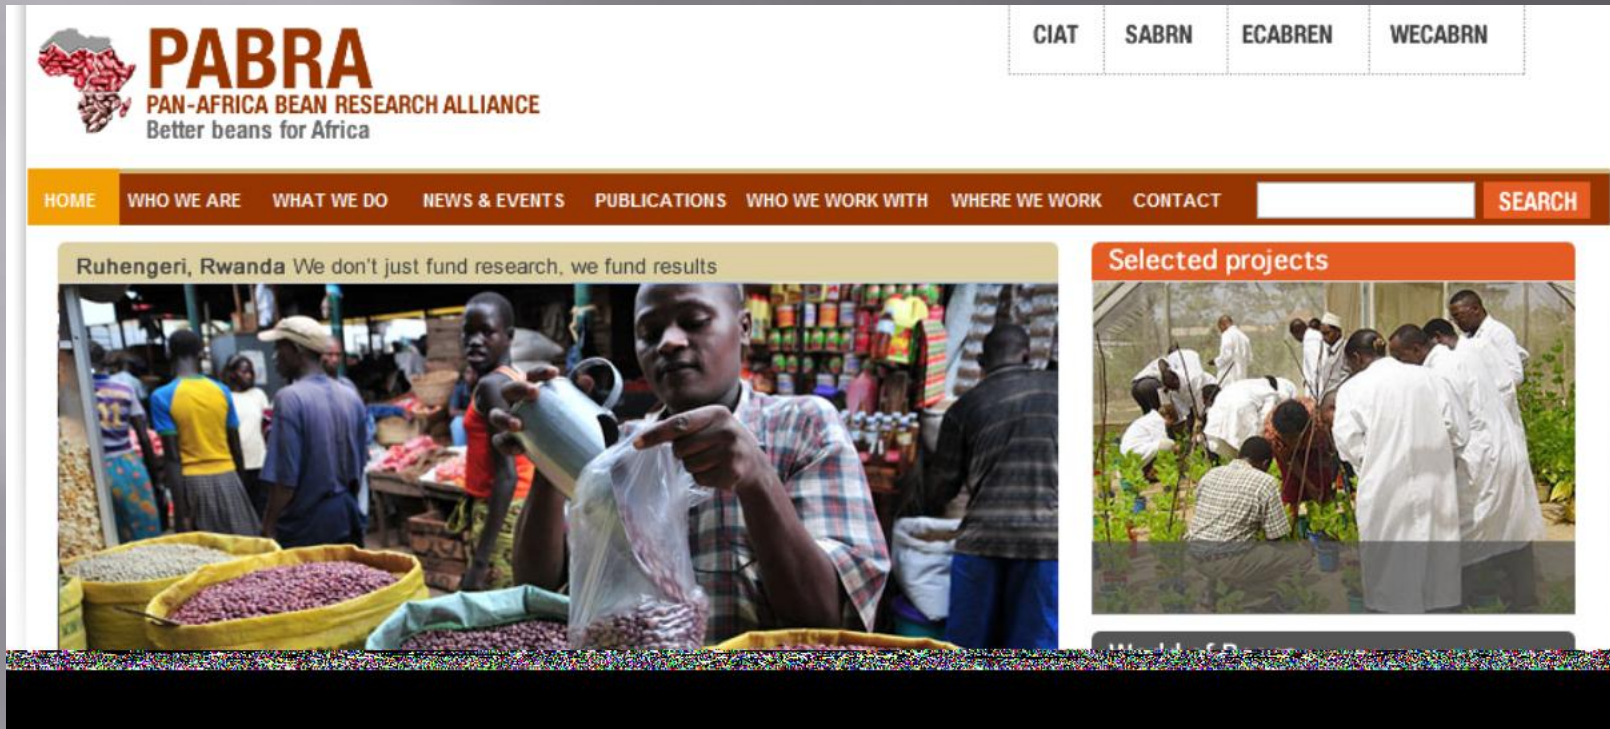 PABRA
PAN-AFRICA BEAN RESEARCH ALLIANCE
Better beans for Africa
CIAT SABRN ECABREN WECABRN
HOME WHO WE ARE WHAT WE DO NEWS & EVENTS PUBLICATIONS WHO WE WORK WITH WHERE WE WORK CONTACT SEARCH
Ruhengeri, Rwanda We don't just fund research, we fund results
Selected projects